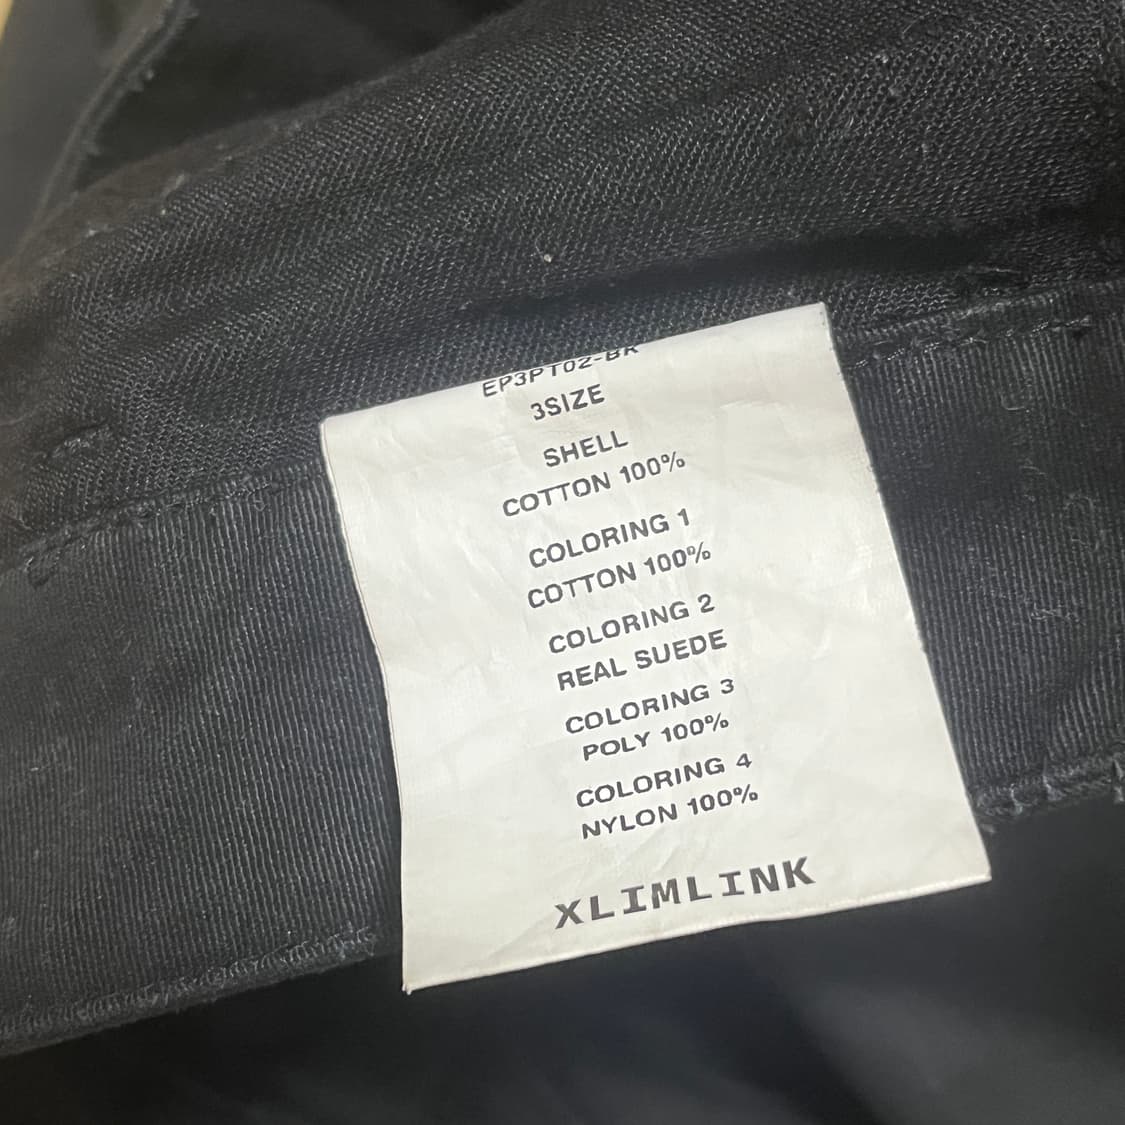 EP3PT02-BK
3SIZE
SHELL
COTTON 100%
COLORING 1
COTTON 100%
COLORING 2
REAL SUEDE
COLORING 3
POLY 100%
COLORING 4
NYLON 100%
XLIMLINK